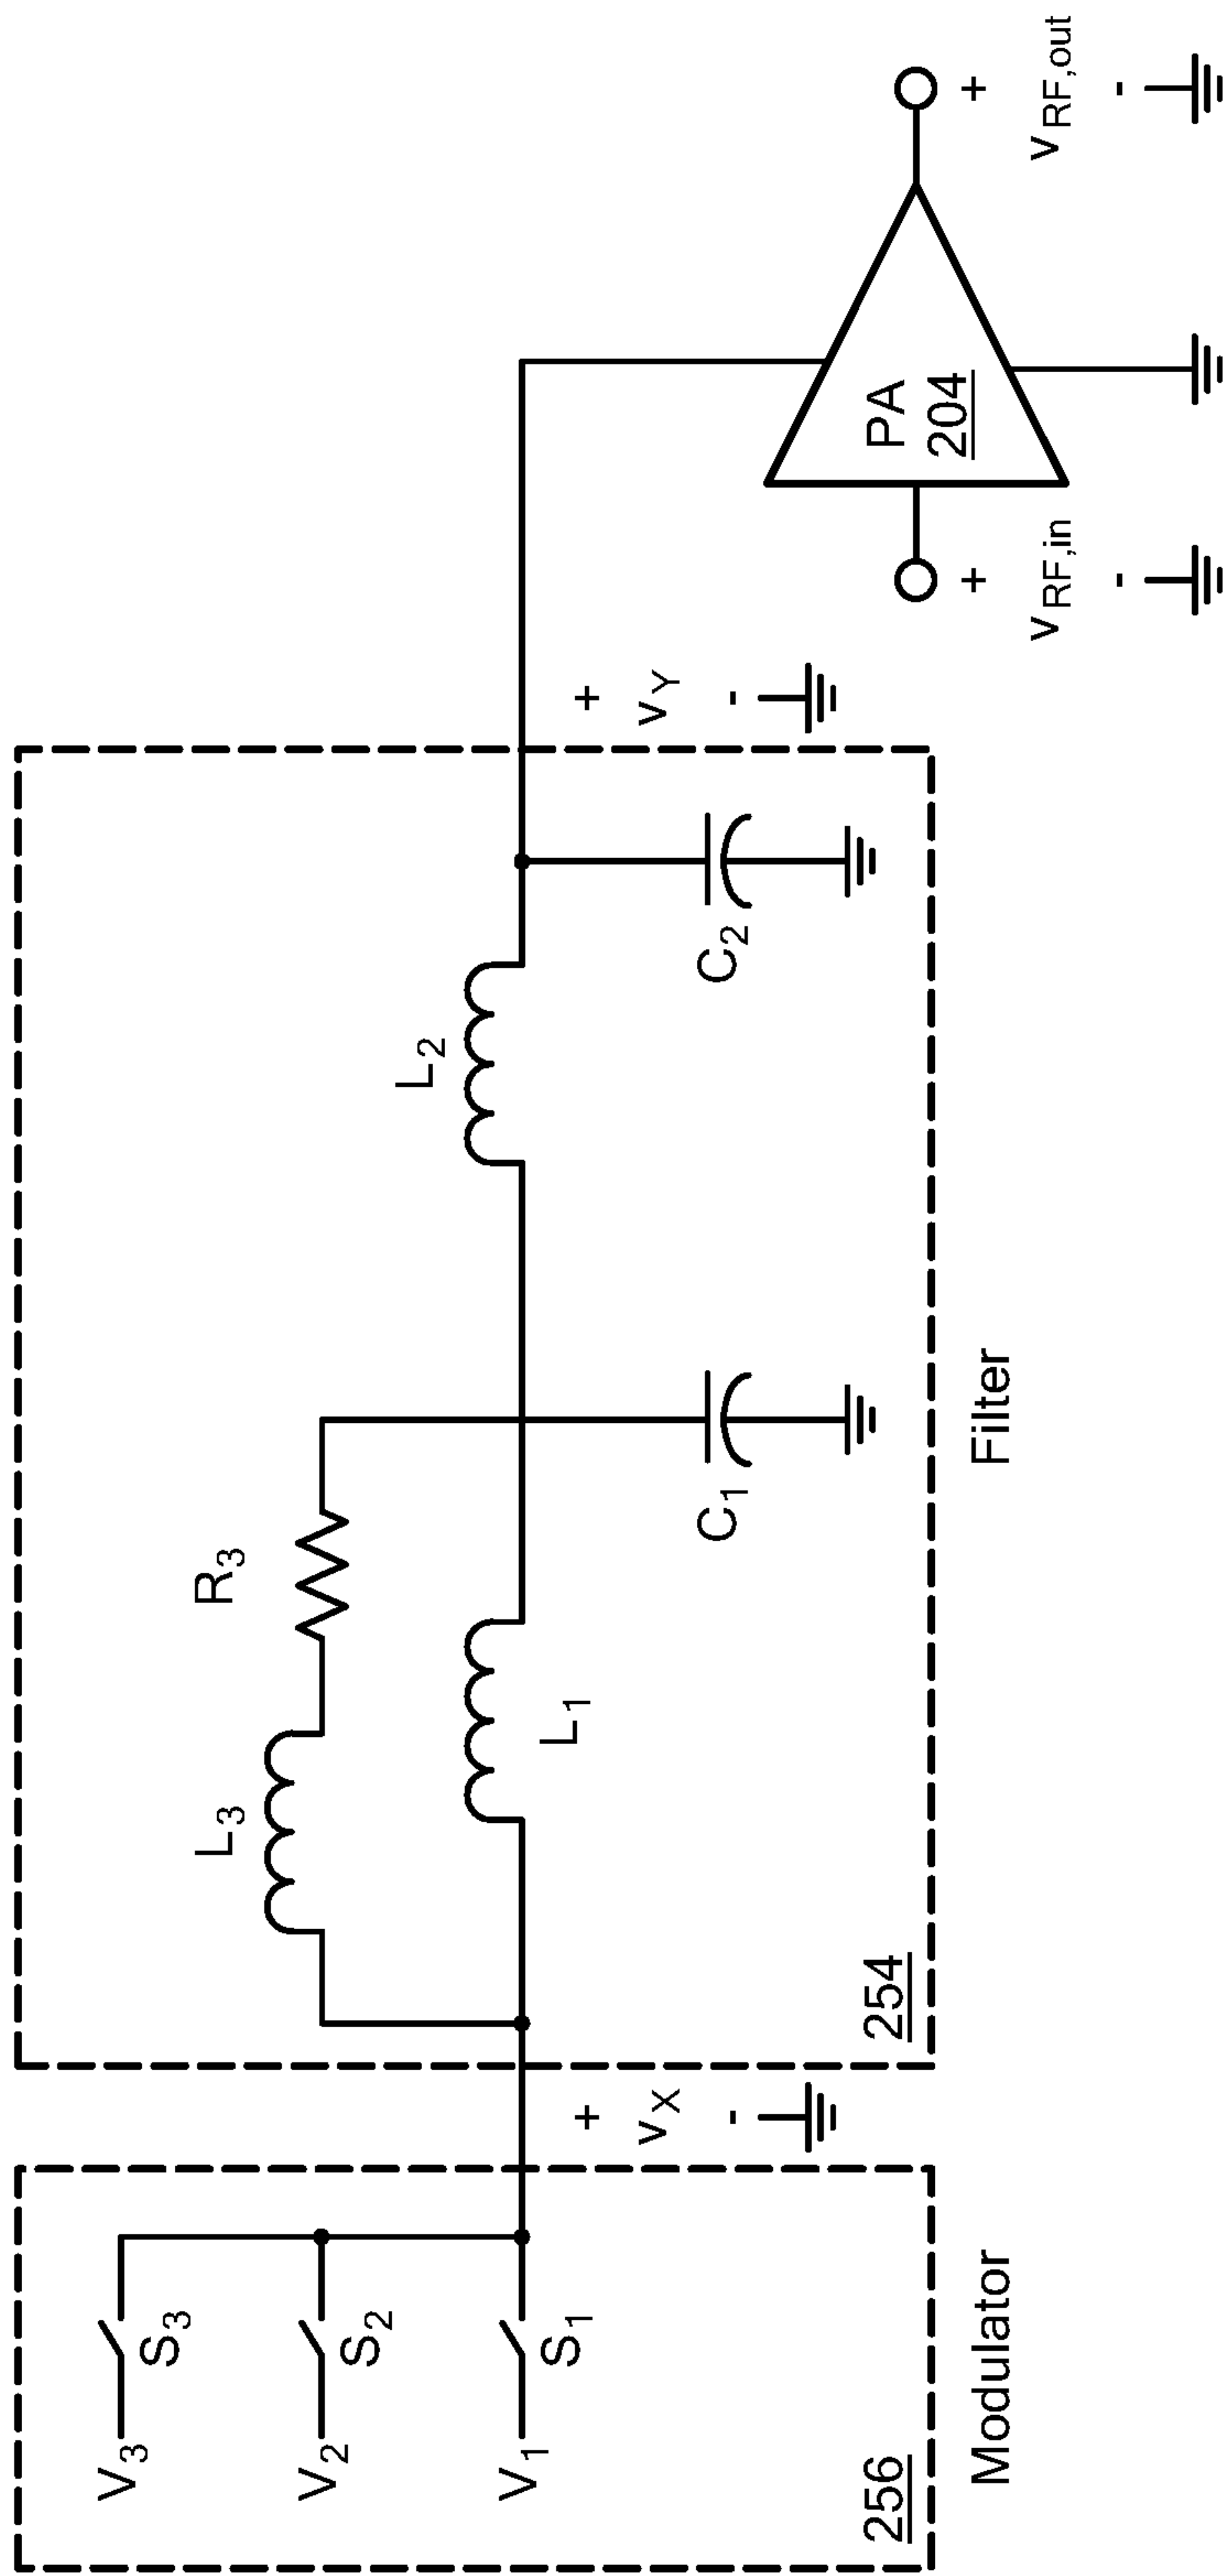 V₃
S₃
V₂
S₂
V₁
S₁
256
Modulator
+
vX
-
L₃
R₃
L₁
C₁
L₂
C₂
254
Filter
+
vY
-
PA
204
+
vRF,in
-
+
vRF,out
-